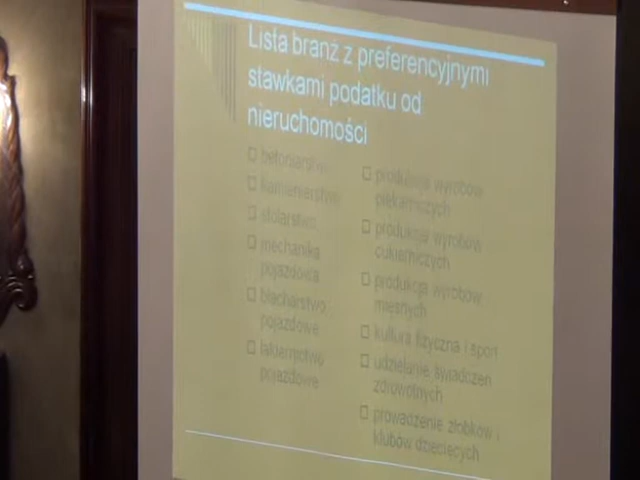 Lista branż z preferencyjnymi
stawkami podatku od
nieruchomości
betoniarstwo
kamieniarstwo
stolarstwo
mechanika
pojazdowa
blacharstwo
pojazdowe
lakiernictwo
pojazdowe
produkcja wyrobów
piekarniczych
produkcja wyrobów
cukierniczych
produkcja wyrobów
mięsnych
kultura fizyczna i sport
udzielanie świadczeń
zdrowotnych
prowadzenie żłobków i
klubów dziecięcych